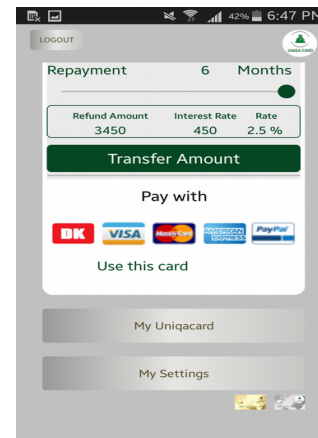 42% 6:47 PM
LOGOUT
UNIQA CARD
Repayment 6 Months
Refund Amount Interest Rate Rate
3450 450 2.5 %
Transfer Amount
Pay with
DK VISA MasterCard AMERICAN EXPRESS PayPal
Use this card
My Uniqacard
My Settings